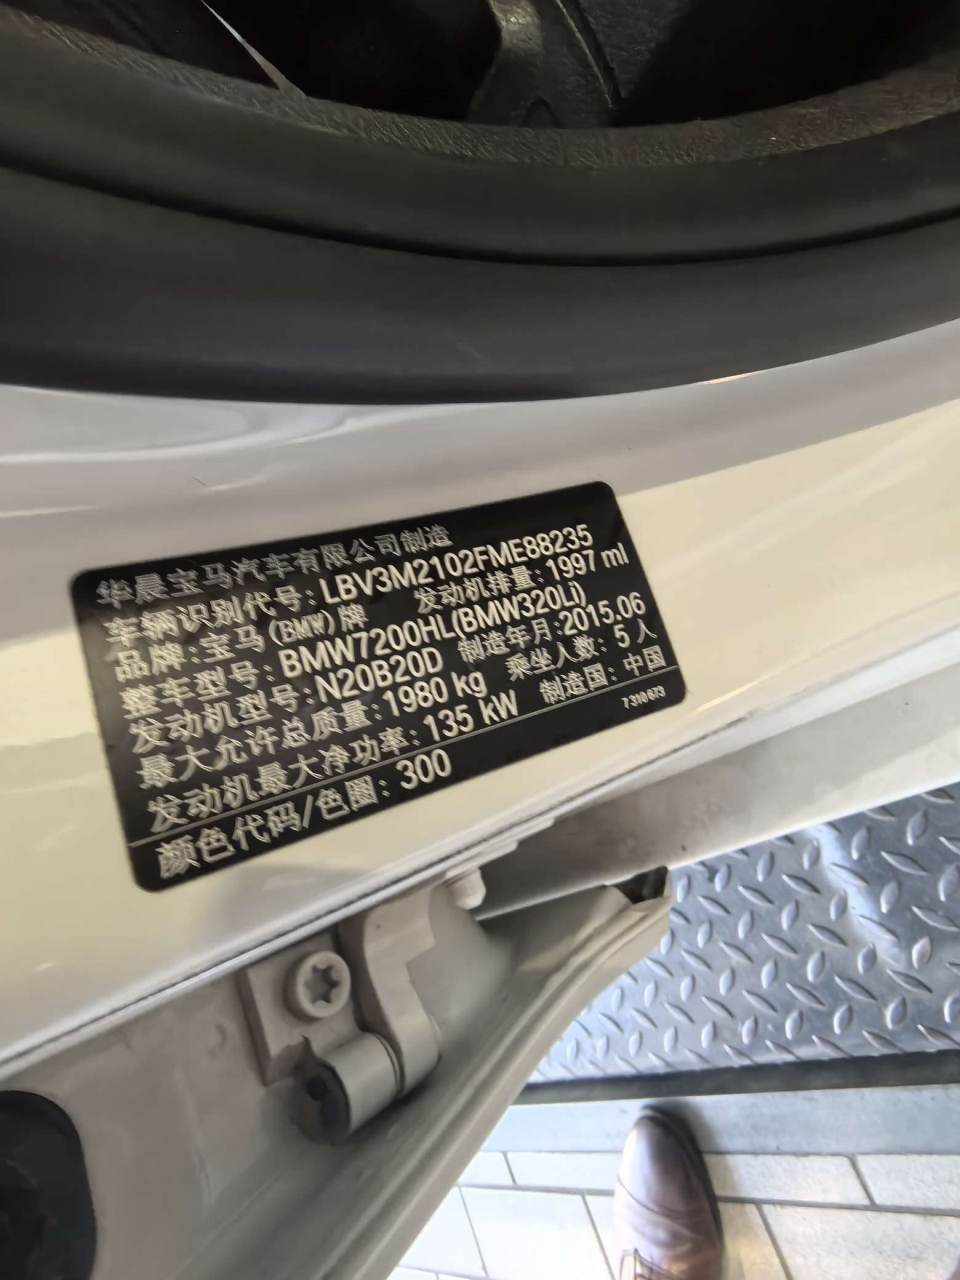 华晨宝马汽车有限公司制造
车辆识别代号: LBV3M2102FME88235
品牌: 宝马(BMW)牌 发动机排量: 1997 ml
整车型号: BMW7200HL(BMW320Li)
发动机型号: N20B20D 制造年月: 2015.06
最大允许总质量: 1980 kg 乘坐人数: 5 人
发动机最大净功率: 135 kW 制造国: 中国
颜色代码/色圈: 300 7310673